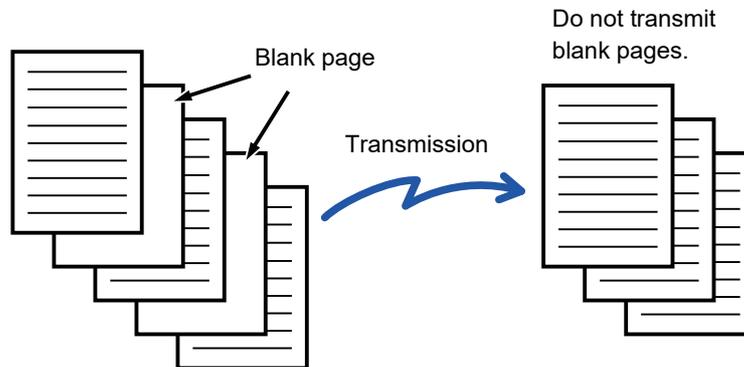 Do not transmit
blank pages.
Blank page
Transmission